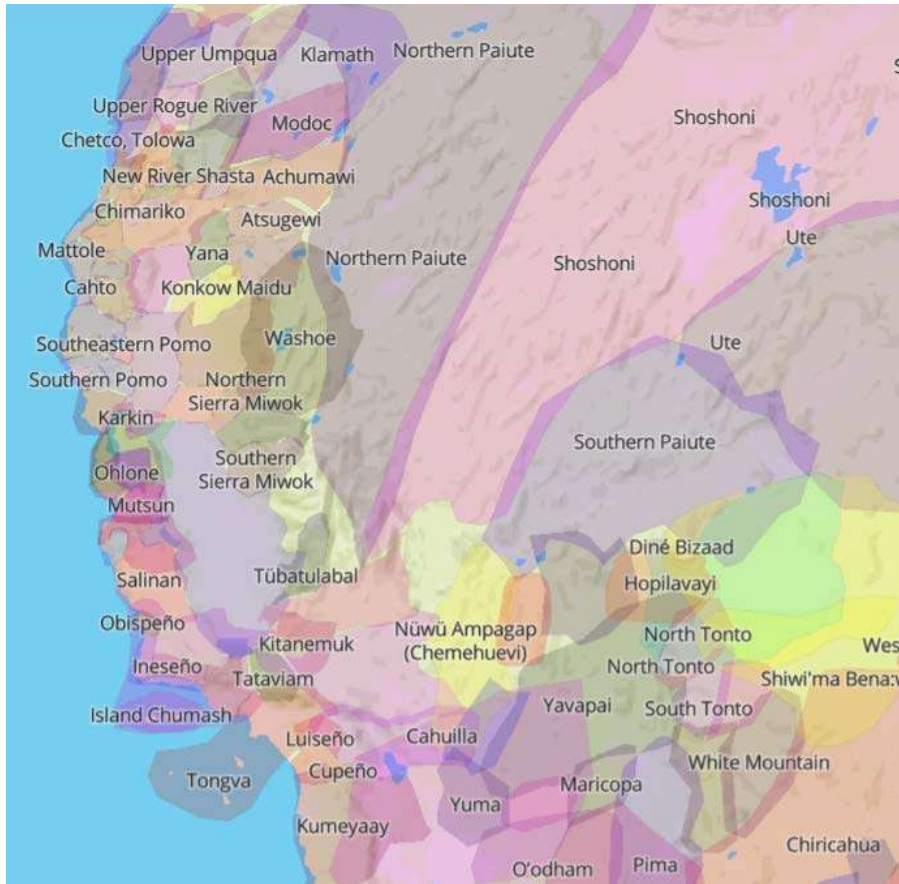 Upper Umpqua
Klamath
Northern Paiute
Upper Rogue River
Modoc
Shoshoni
Chetco, Tolowa
New River Shasta
Achumawi
Shoshoni
Chimariko
Atsugewi
Ute
Mattole
Yana
Northern Paiute
Shoshoni
Cahto
Konkow Maidu
Southeastern Pomo
Washoe
Ute
Southern Pomo
Northern
Sierra Miwok
Karkin
Southern Paiute
Ohlone
Southern
Sierra Miwok
Mutsun
Diné Bizaad
Salinan
Tübatulabal
Hopilavayi
Obispeño
Kitanemuk
Nüwü Ampagap
(Chemehuevi)
North Tonto
Wes
Ineseño
Tataviam
North Tonto
Shiwi'ma Bena:w
Island Chumash
Yavapai
South Tonto
Luiseño
Cahuilla
White Mountain
Tongva
Cupeño
Maricopa
Kumeyaay
Yuma
Chiricahua
O'odham
Pima